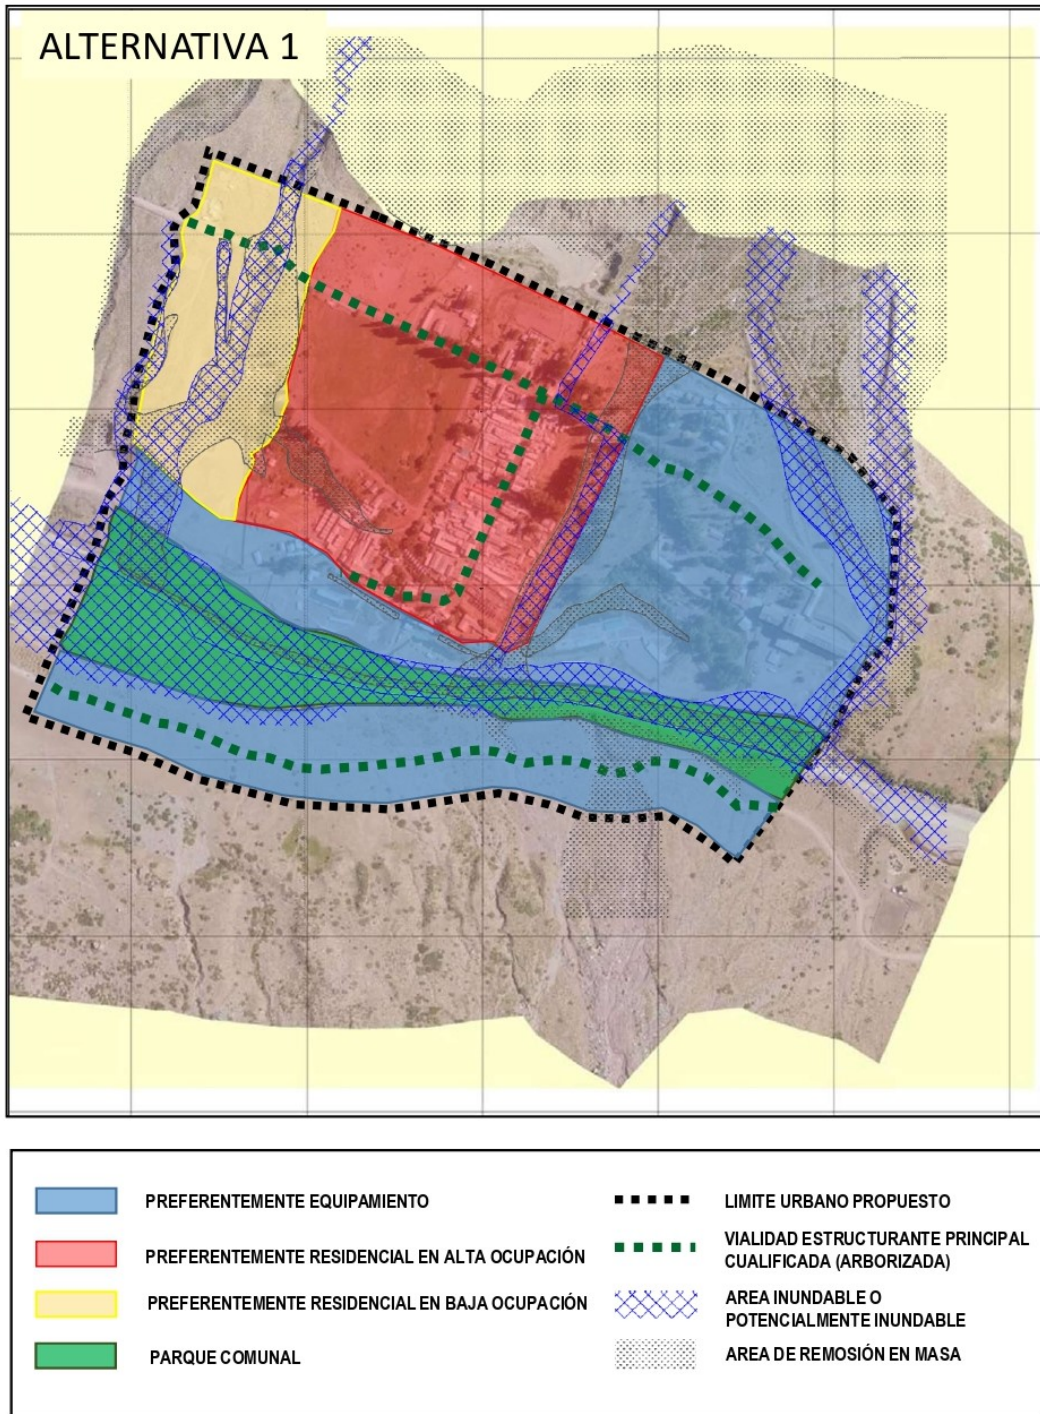 ALTERNATIVA 1
PREFERENTEMENTE EQUIPAMIENTO
PREFERENTEMENTE RESIDENCIAL EN ALTA OCUPACIÓN
PREFERENTEMENTE RESIDENCIAL EN BAJA OCUPACIÓN
PARQUE COMUNAL
LIMITE URBANO PROPUESTO
VIALIDAD ESTRUCTURANTE PRINCIPAL
CUALIFICADA (ARBORIZADA)
AREA INUNDABLE O
POTENCIALMENTE INUNDABLE
AREA DE REMOSIÓN EN MASA